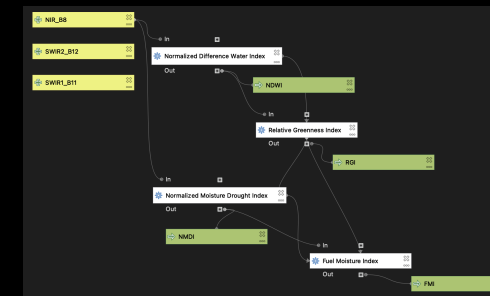 NIR_B8
In
SWIR2_B12
Normalized Difference Water Index
Out
SWIR1_B11
NDWI
In
Relative Greenness Index
Out
RGI
In
Normalized Moisture Drought Index
Out
NMDI
In
Fuel Moisture Index
Out
FMI